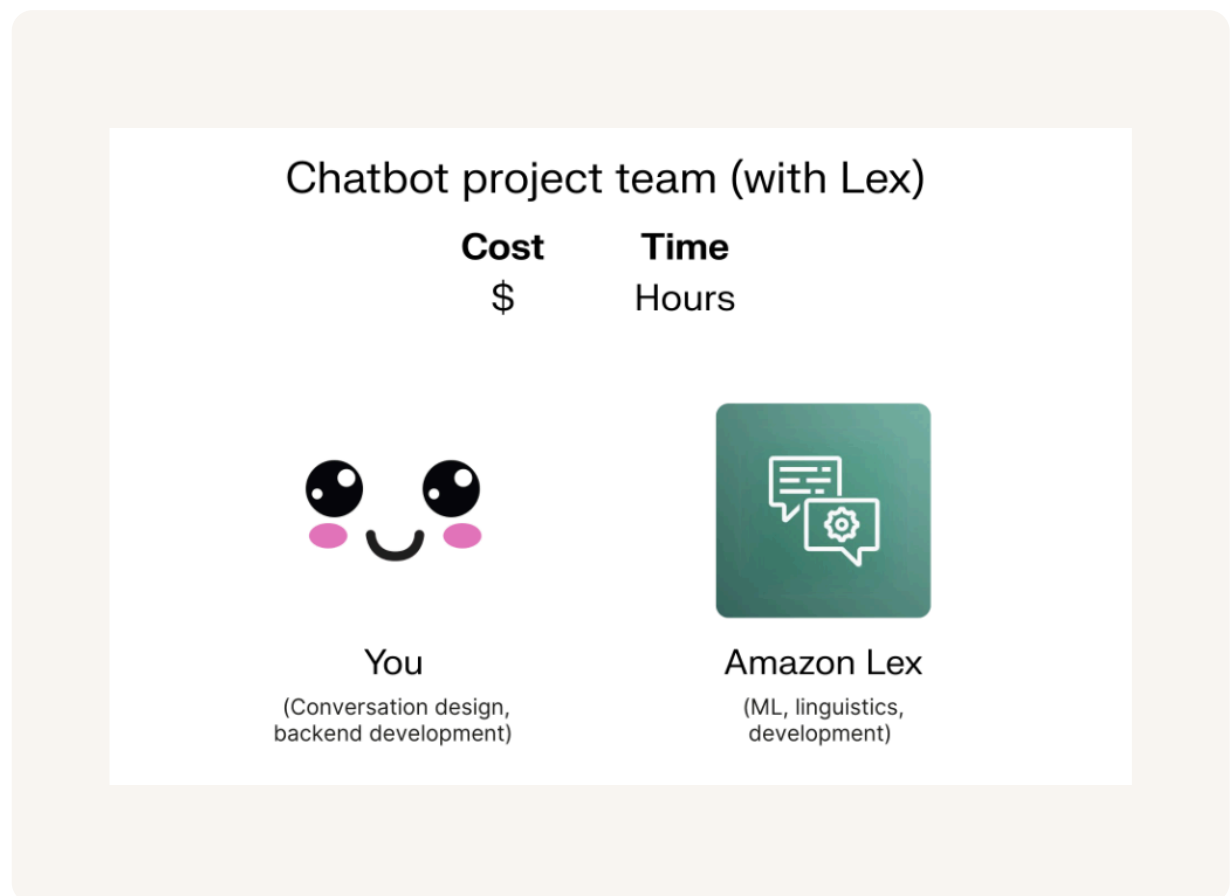 Chatbot project team (with Lex)
Cost Time
$ Hours
You
(Conversation design,
backend development)
Amazon Lex
(ML, linguistics,
development)